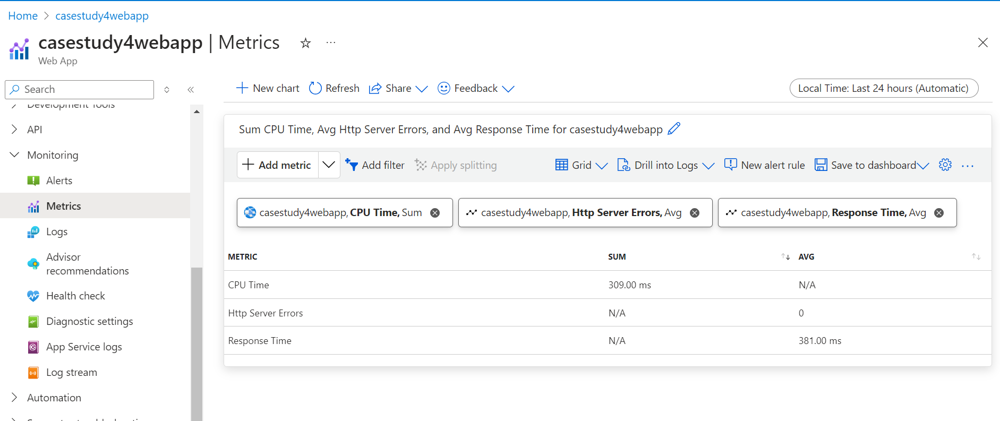 Home > casestudy4webapp
casestudy4webapp | Metrics
Web App
Search
Development Tools
API
Monitoring
Alerts
Metrics
Logs
Advisor
recommendations
Health check
Diagnostic settings
App Service logs
Log stream
Automation
New chart Refresh Share Feedback
Local Time: Last 24 hours (Automatic)
Sum CPU Time, Avg Http Server Errors, and Avg Response Time for casestudy4webapp
Add metric Add filter Apply splitting Grid Drill into Logs New alert rule Save to dashboard
casestudy4webapp, CPU Time, Sum
casestudy4webapp, Http Server Errors, Avg
casestudy4webapp, Response Time, Avg
METRIC SUM AVG
CPU Time 309.00 ms N/A
Http Server Errors N/A 0
Response Time N/A 381.00 ms